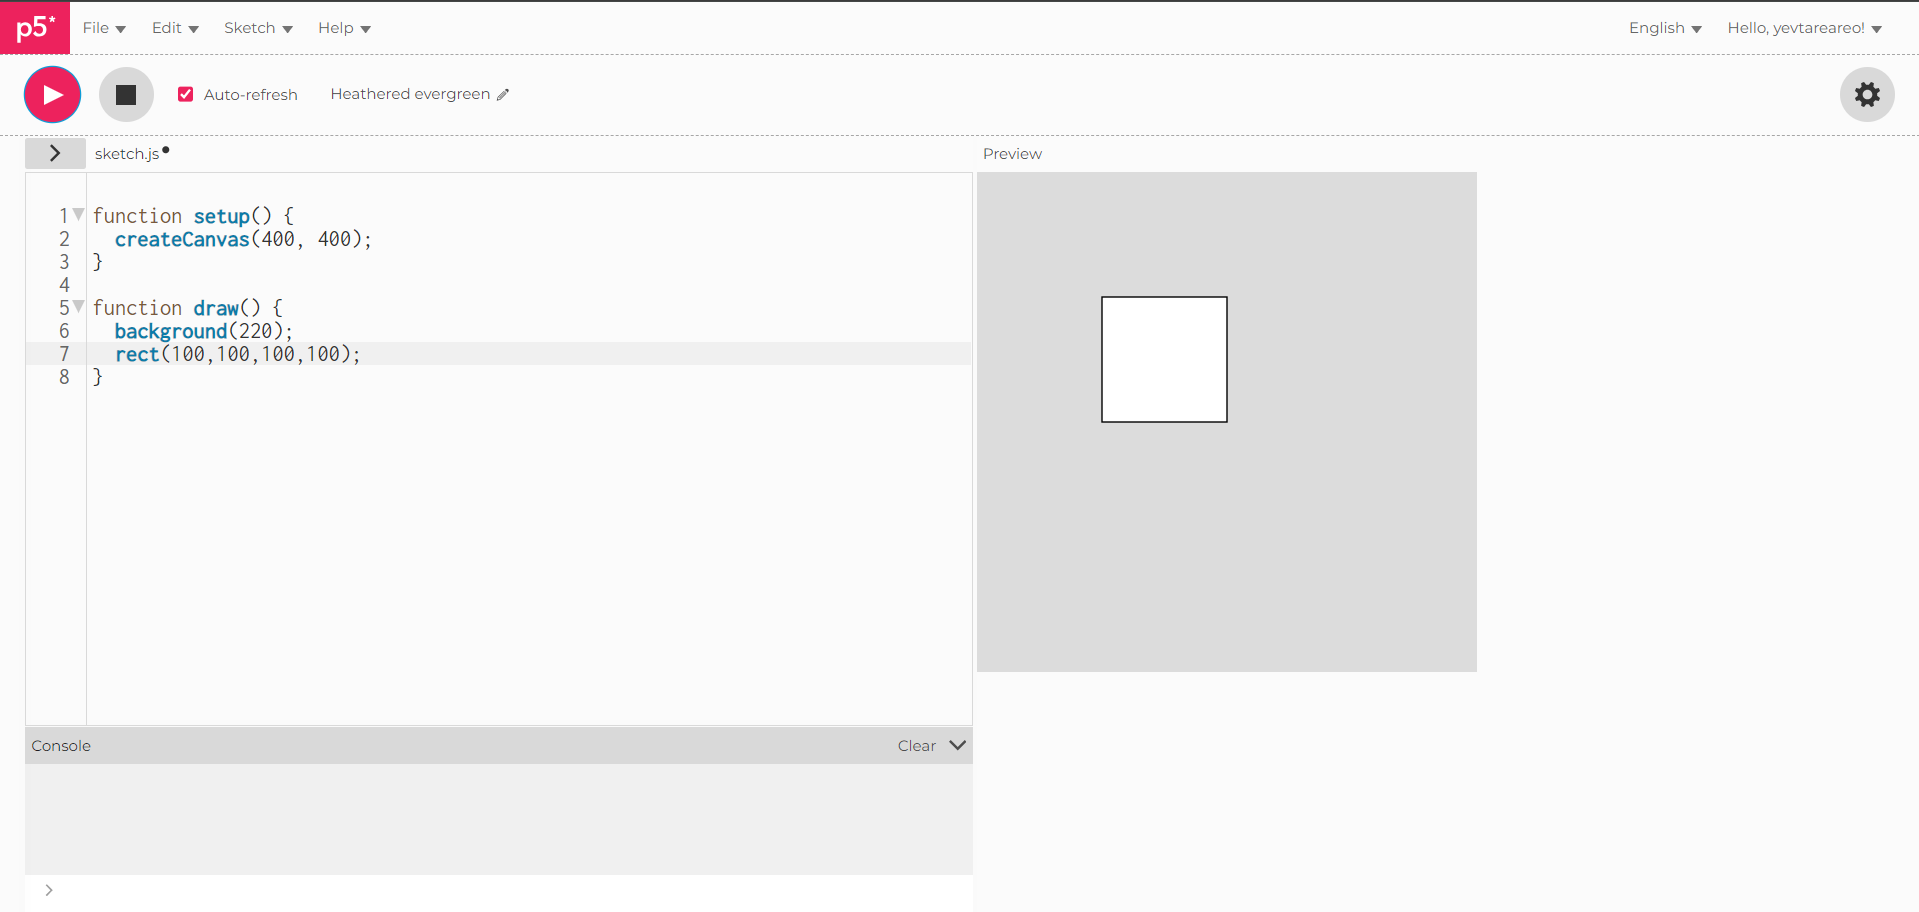 p5* File Edit Sketch Help English Hello, yevtareareo!
Auto-refresh Heathered evergreen
sketch.js
Preview
1 function setup() {
2 createCanvas(400, 400);
3 }
4
5 function draw() {
6 background(220);
7 rect(100,100,100,100);
8 }
Console Clear
>